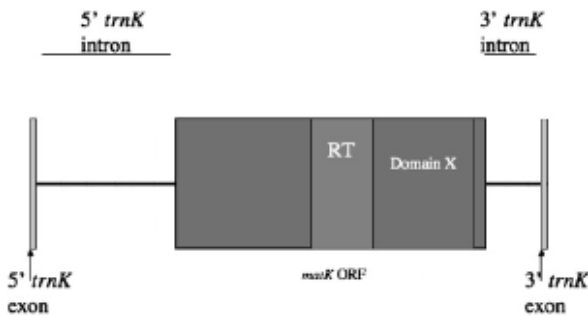 5' trnK
intron
3' trnK
intron
RT
Domain X
matK ORF
5' trnK
exon
3' trnK
exon